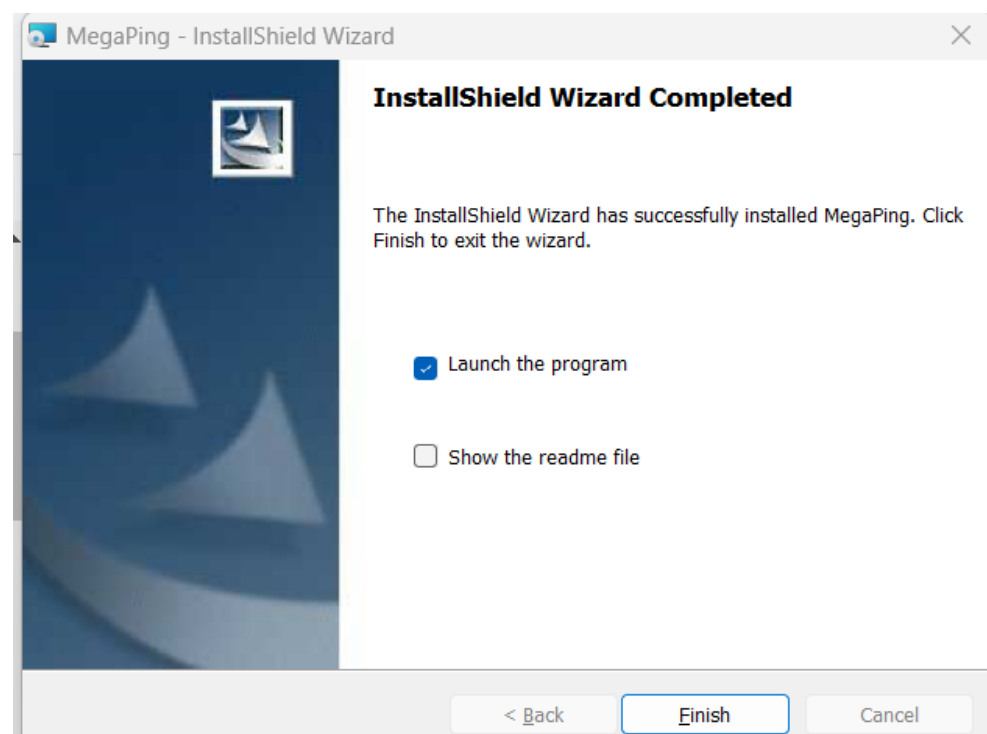 MegaPing - InstallShield Wizard
InstallShield Wizard Completed
The InstallShield Wizard has successfully installed MegaPing. Click
Finish to exit the wizard.
Launch the program
Show the readme file
< Back
Finish
Cancel